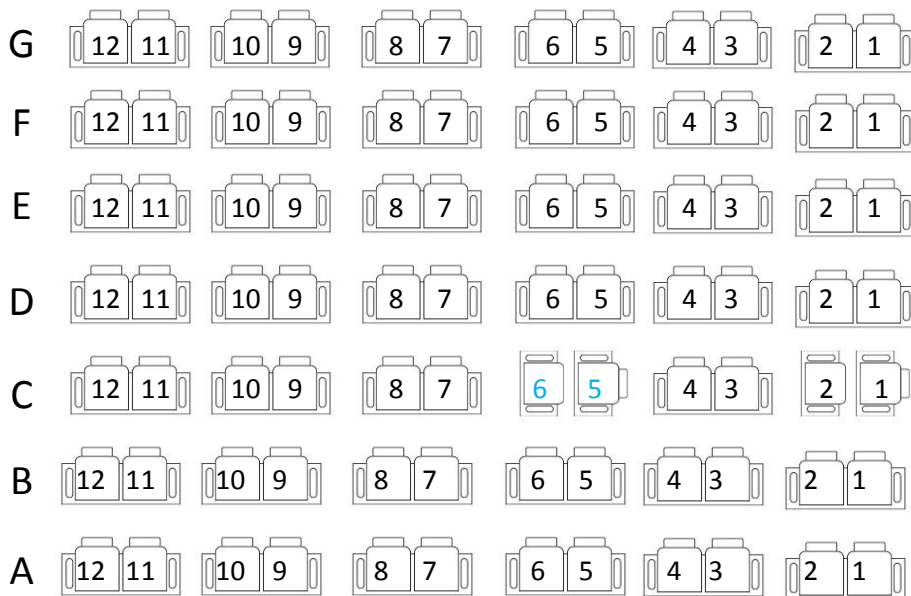 G 12 11 10 9 8 7 6 5 4 3 2 1
F 12 11 10 9 8 7 6 5 4 3 2 1
E 12 11 10 9 8 7 6 5 4 3 2 1
D 12 11 10 9 8 7 6 5 4 3 2 1
C 12 11 10 9 8 7 6 5 4 3 2 1
B 12 11 10 9 8 7 6 5 4 3 2 1
A 12 11 10 9 8 7 6 5 4 3 2 1